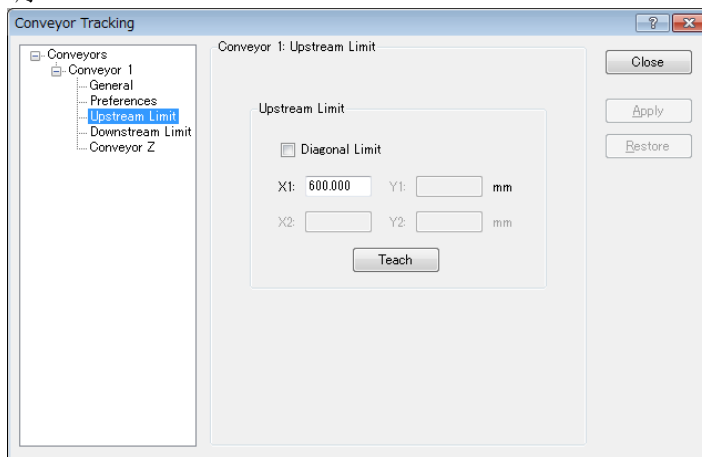 Conveyor Tracking
Conveyors
Conveyor 1
General
Preferences
Upstream Limit
Downstream Limit
Conveyor Z
Conveyor 1: Upstream Limit
Upstream Limit
Diagonal Limit
X1: 600.000 Y1: mm
X2: Y2: mm
Teach
Close
Apply
Restore